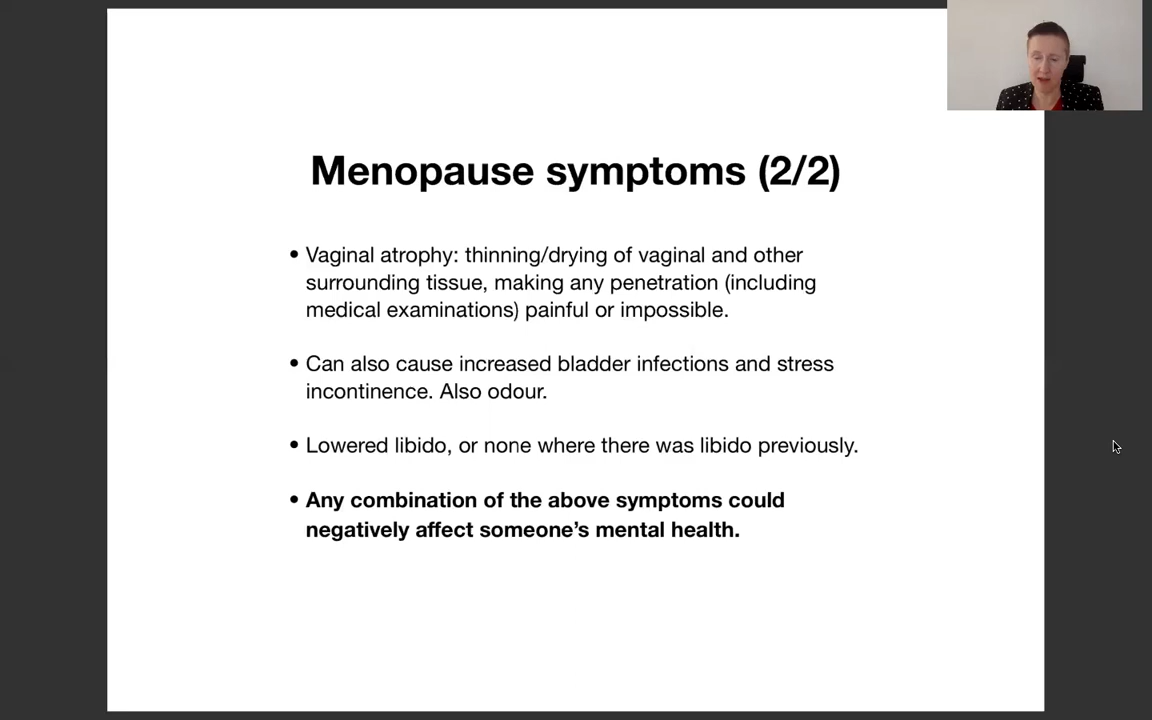 Menopause symptoms (2/2)
• Vaginal atrophy: thinning/drying of vaginal and other
surrounding tissue, making any penetration (including
medical examinations) painful or impossible.
• Can also cause increased bladder infections and stress
incontinence. Also odour.
• Lowered libido, or none where there was libido previously.
• Any combination of the above symptoms could
negatively affect someone’s mental health.